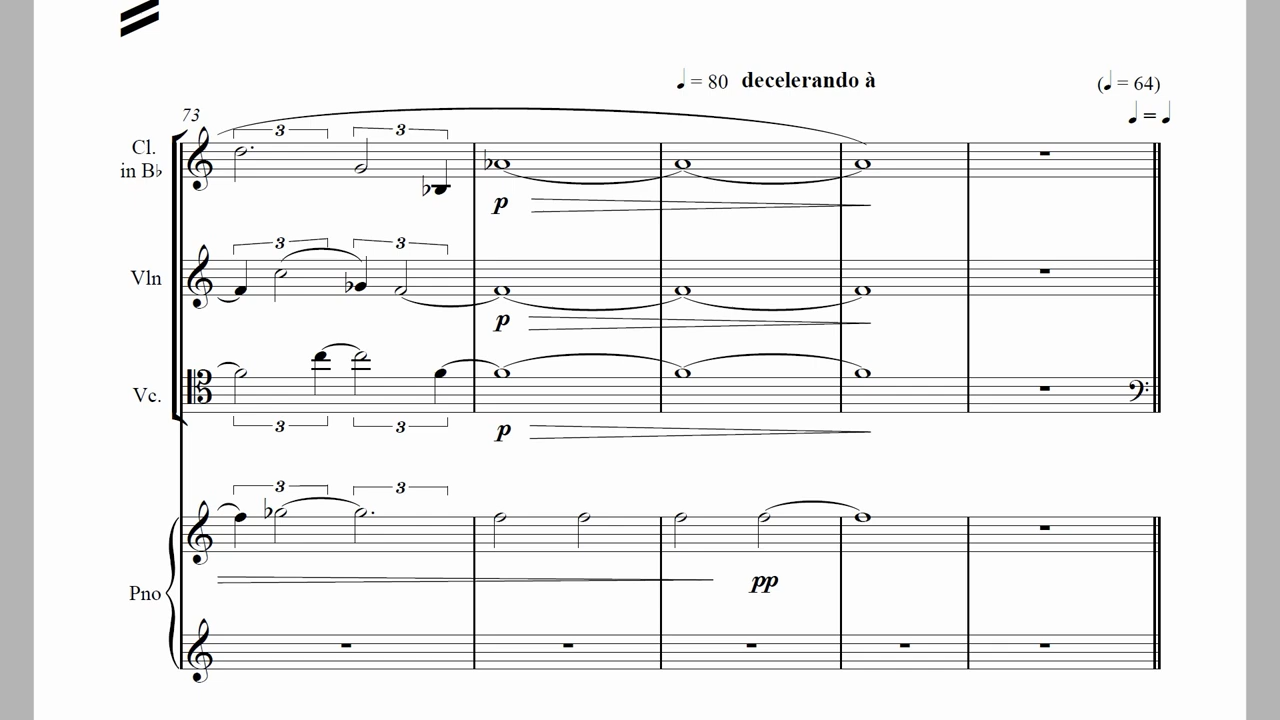 ♩ = 80 decelerando à (♩ = 64)
73 ♩ = ♩
3 3
Cl.
in B♭
p
3 3
Vln
p
Vc.
3 3
p
3 3
Pno
pp